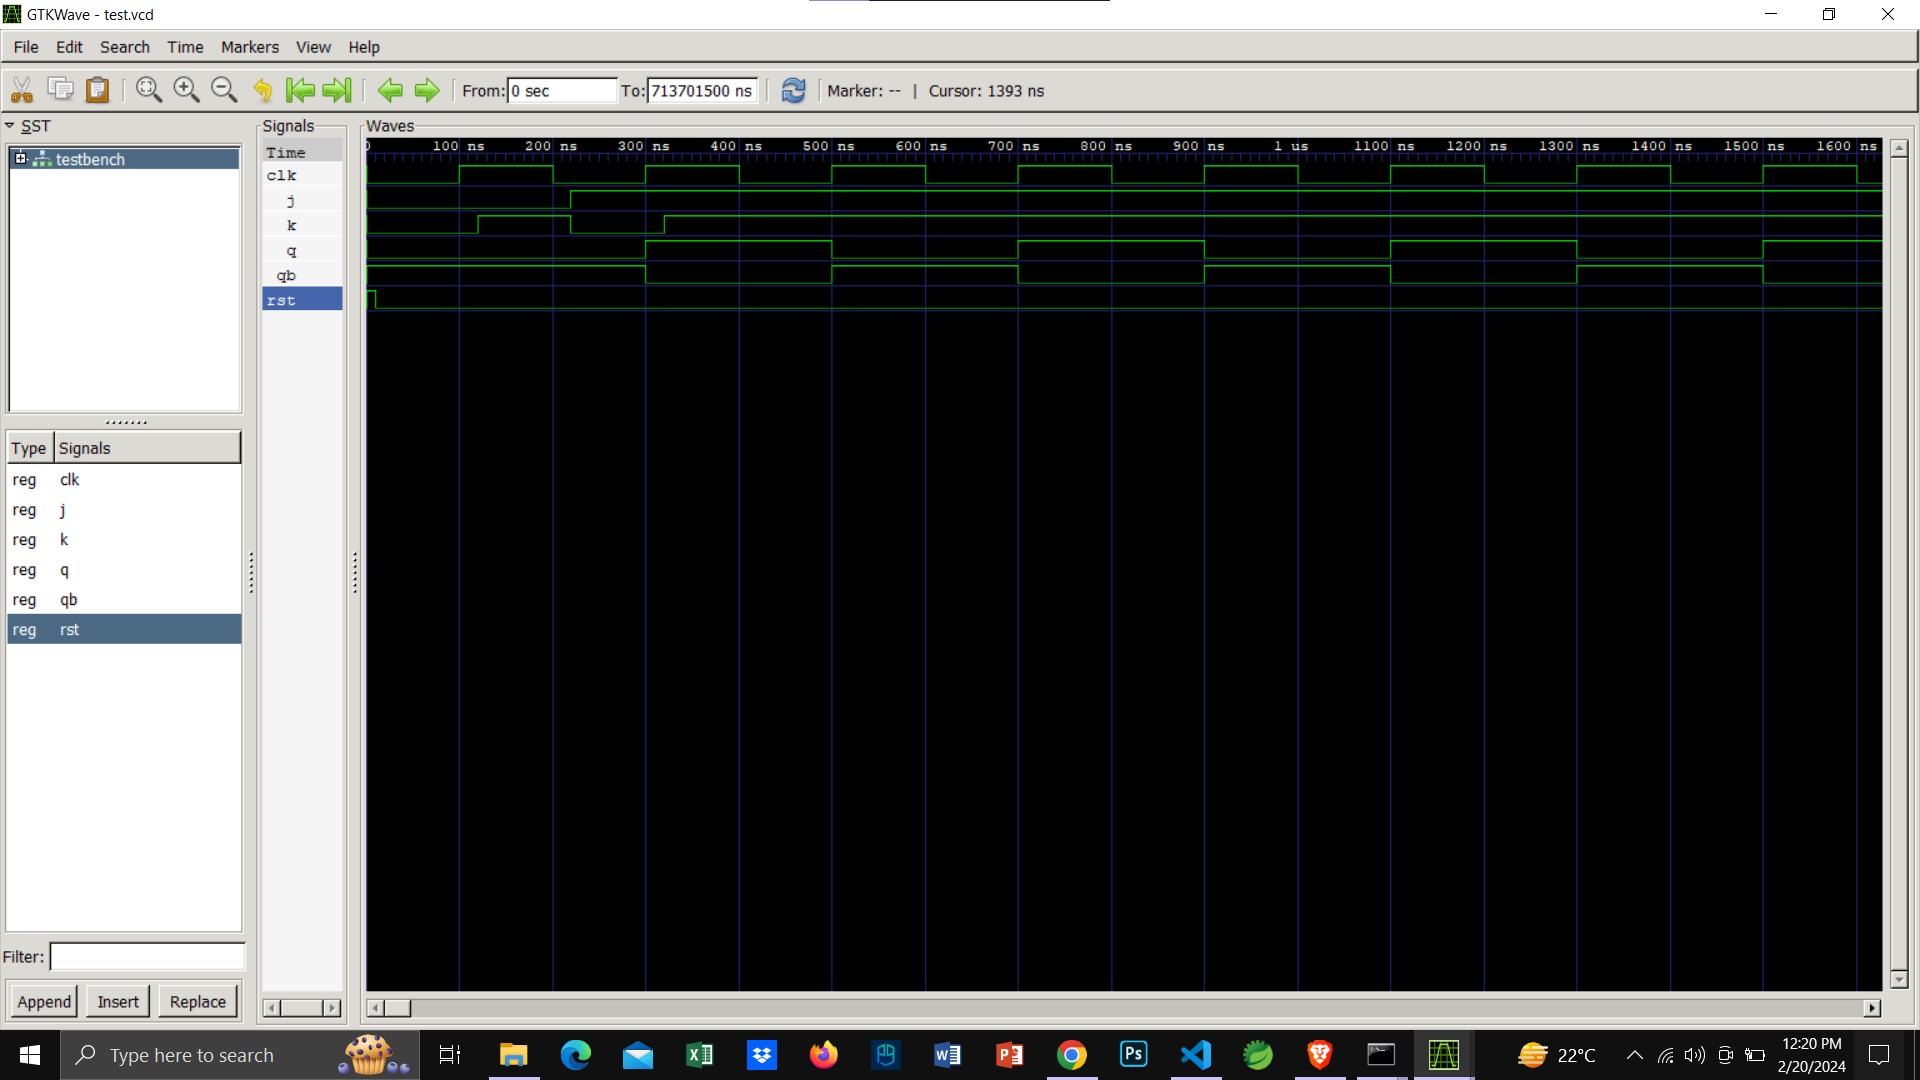 GTKWave - test.vcd
File Edit Search Time Markers View Help
From: 0 sec To: 713701500 ns Marker: -- | Cursor: 1393 ns
SST
testbench
Type Signals
reg clk
reg j
reg k
reg q
reg qb
reg rst
Filter:
Append Insert Replace
Signals
Time
clk
j
k
q
qb
rst
Waves
0 100 ns 200 ns 300 ns 400 ns 500 ns 600 ns 700 ns 800 ns 900 ns 1 us 1100 ns 1200 ns 1300 ns 1400 ns 1500 ns 1600 ns
Type here to search
Ps
22°C
12:20 PM
2/20/2024